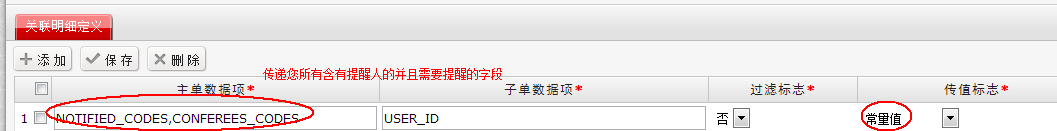 关联明细定义
添加 保存 删除
传递您所有含有提醒人的并且需要提醒的字段
主单数据项* 子单数据项* 过滤标志* 传值标志*
1 NOTIFIED_CODES,CONFEREES_CODES USER_ID 否 常量值